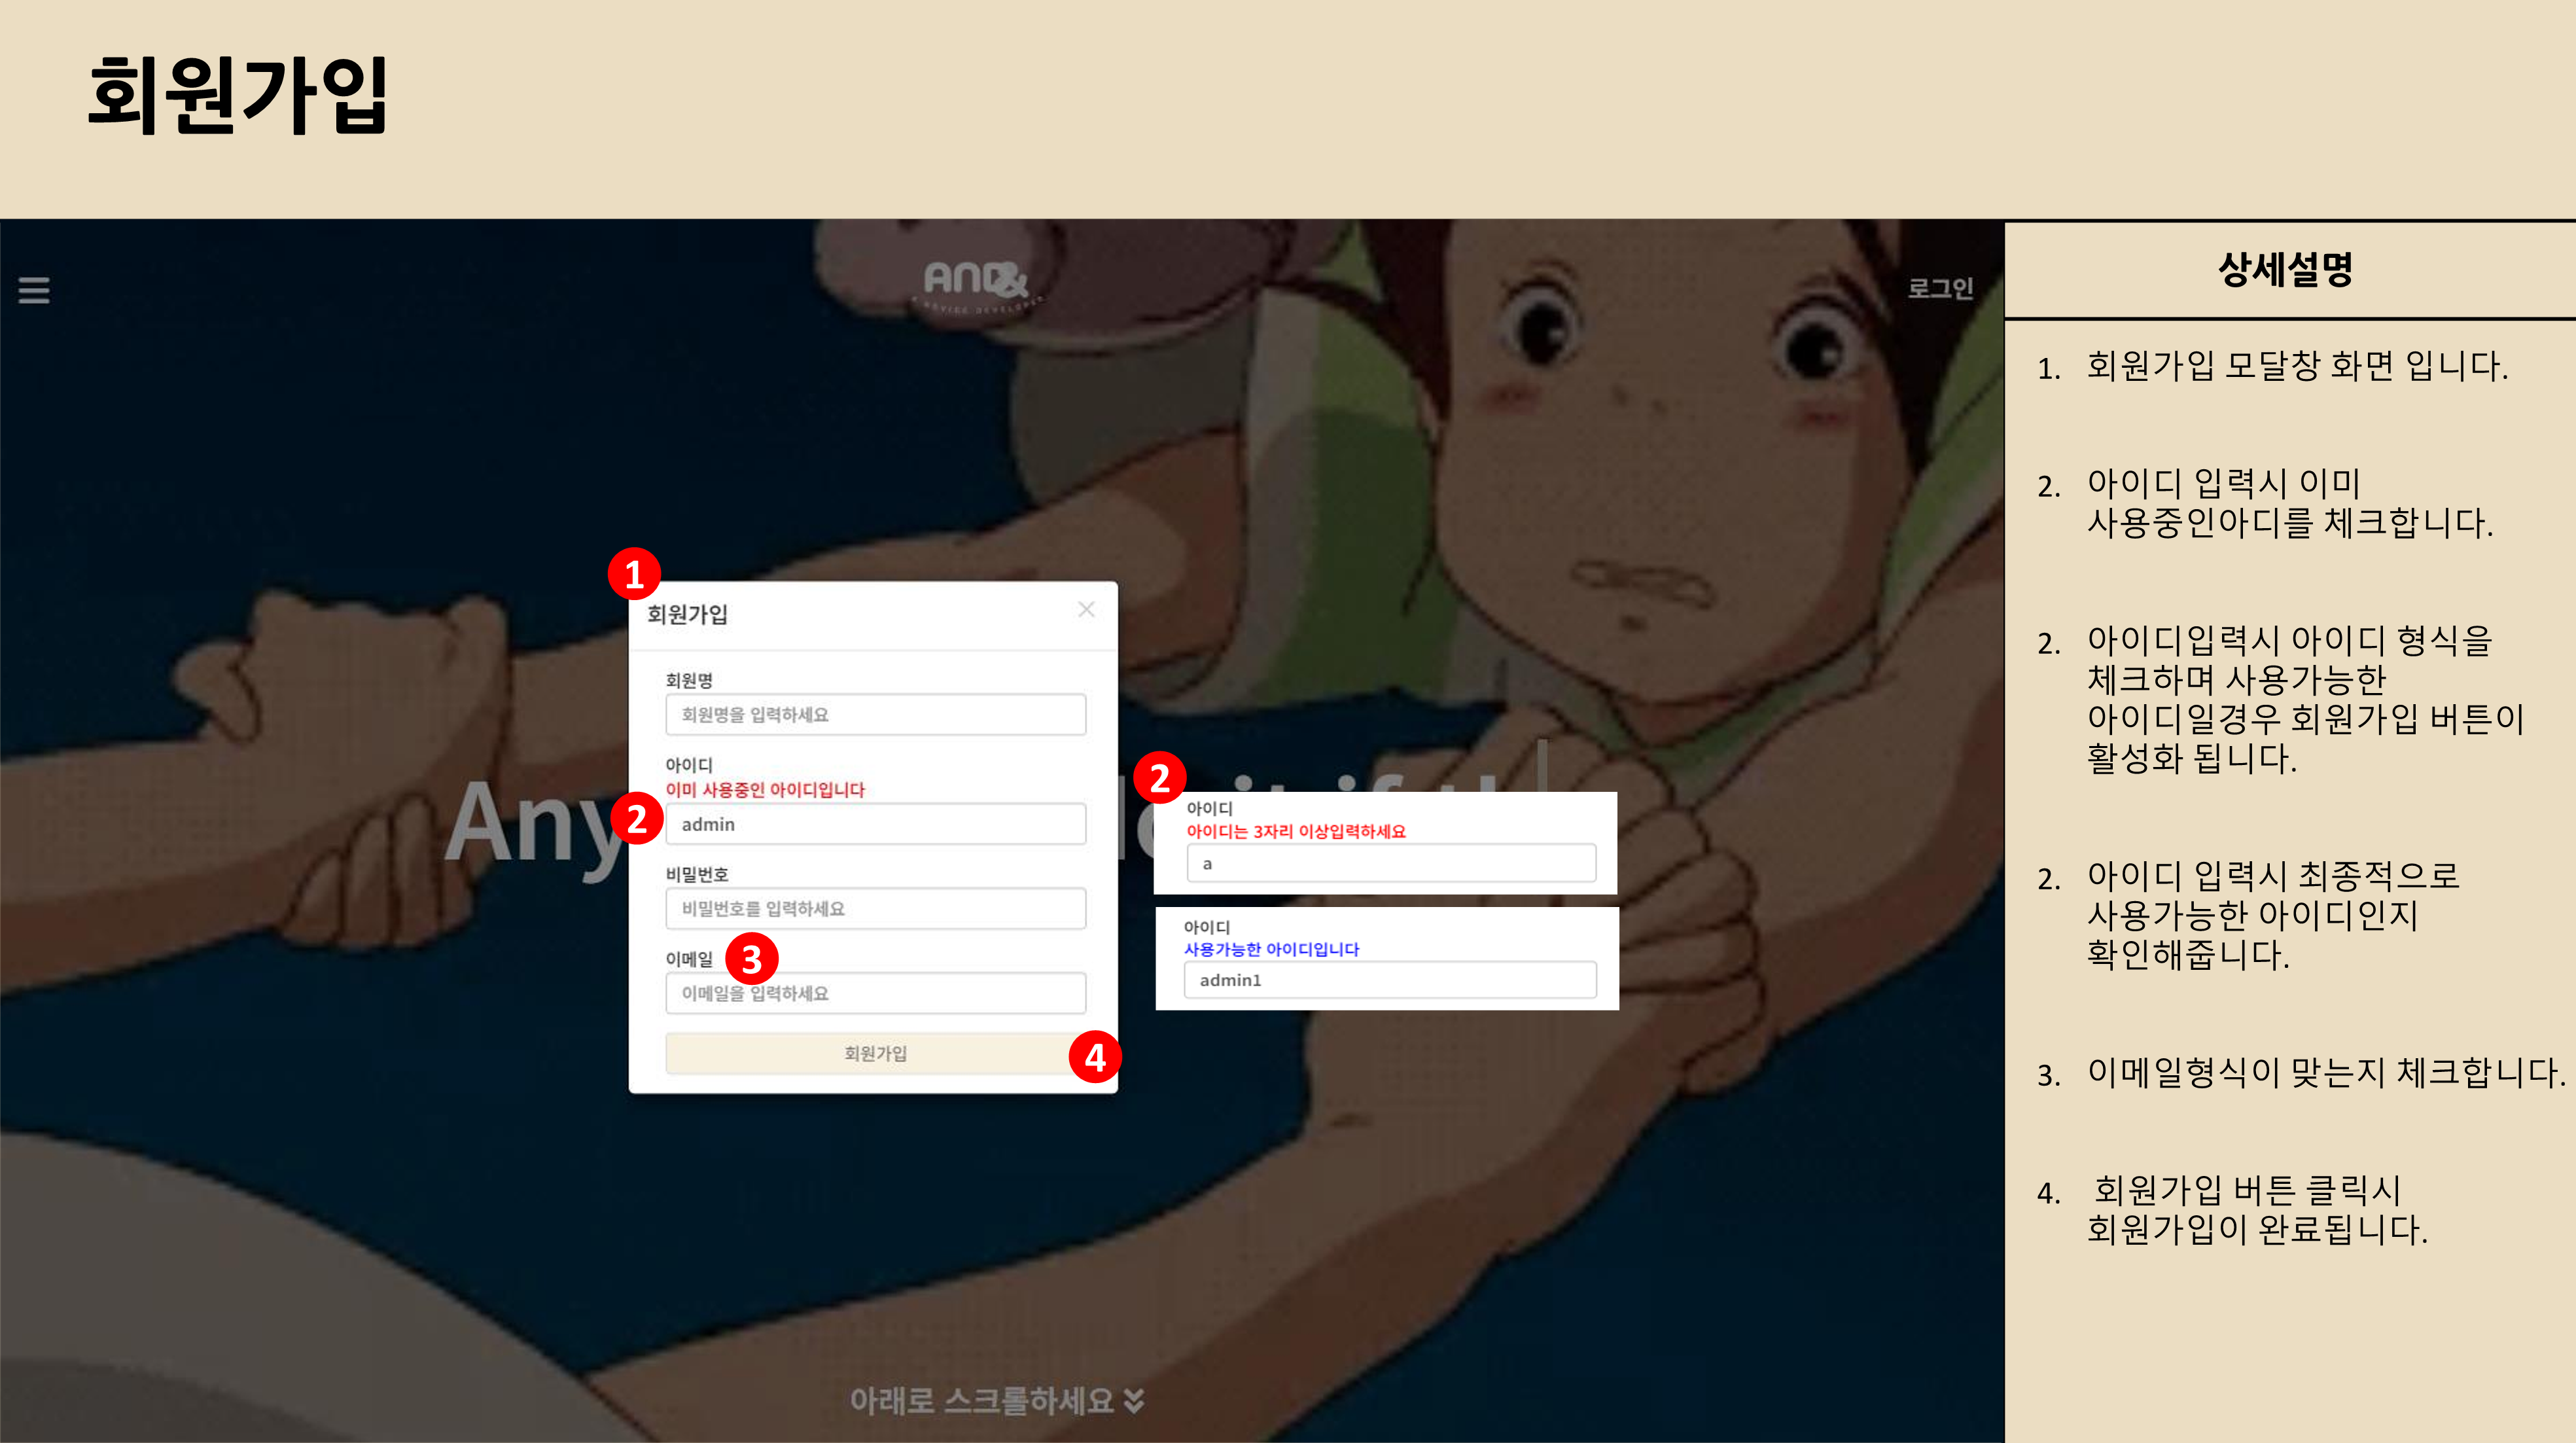 회원가입
AND&
A DVICE DEVELOPER
로그인
1
회원가입
회원명
회원명을 입력하세요
아이디
이미 사용중인 아이디입니다
2
admin
비밀번호
비밀번호를 입력하세요
이메일
3
이메일을 입력하세요
회원가입
4
Any
2
아이디
아이디는 3자리 이상입력하세요
a
아이디
사용가능한 아이디입니다
admin1
아래로 스크롤하세요
상세설명
1. 회원가입 모달창 화면 입니다.
2. 아이디 입력시 이미
사용중인아디를 체크합니다.
2. 아이디입력시 아이디 형식을
체크하며 사용가능한
아이디일경우 회원가입 버튼이
활성화 됩니다.
2. 아이디 입력시 최종적으로
사용가능한 아이디인지
확인해줍니다.
3. 이메일형식이 맞는지 체크합니다.
4. 회원가입 버튼 클릭시
회원가입이 완료됩니다.